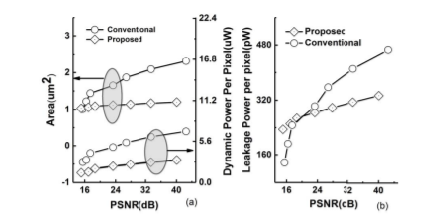 Conventonal
Proposed
Area(um2)
3
2
1
0
-1
22.4
16.8
11.2
5.6
0.0
Dynamic Power Per Pixel(uW)
16
24
32
40
PSNR(dB)
(a)
Proposec
Conventional
Leakage Power Per pixel(pW)
480
320
160
16
24
32
40
PSNR(cB)
(b)